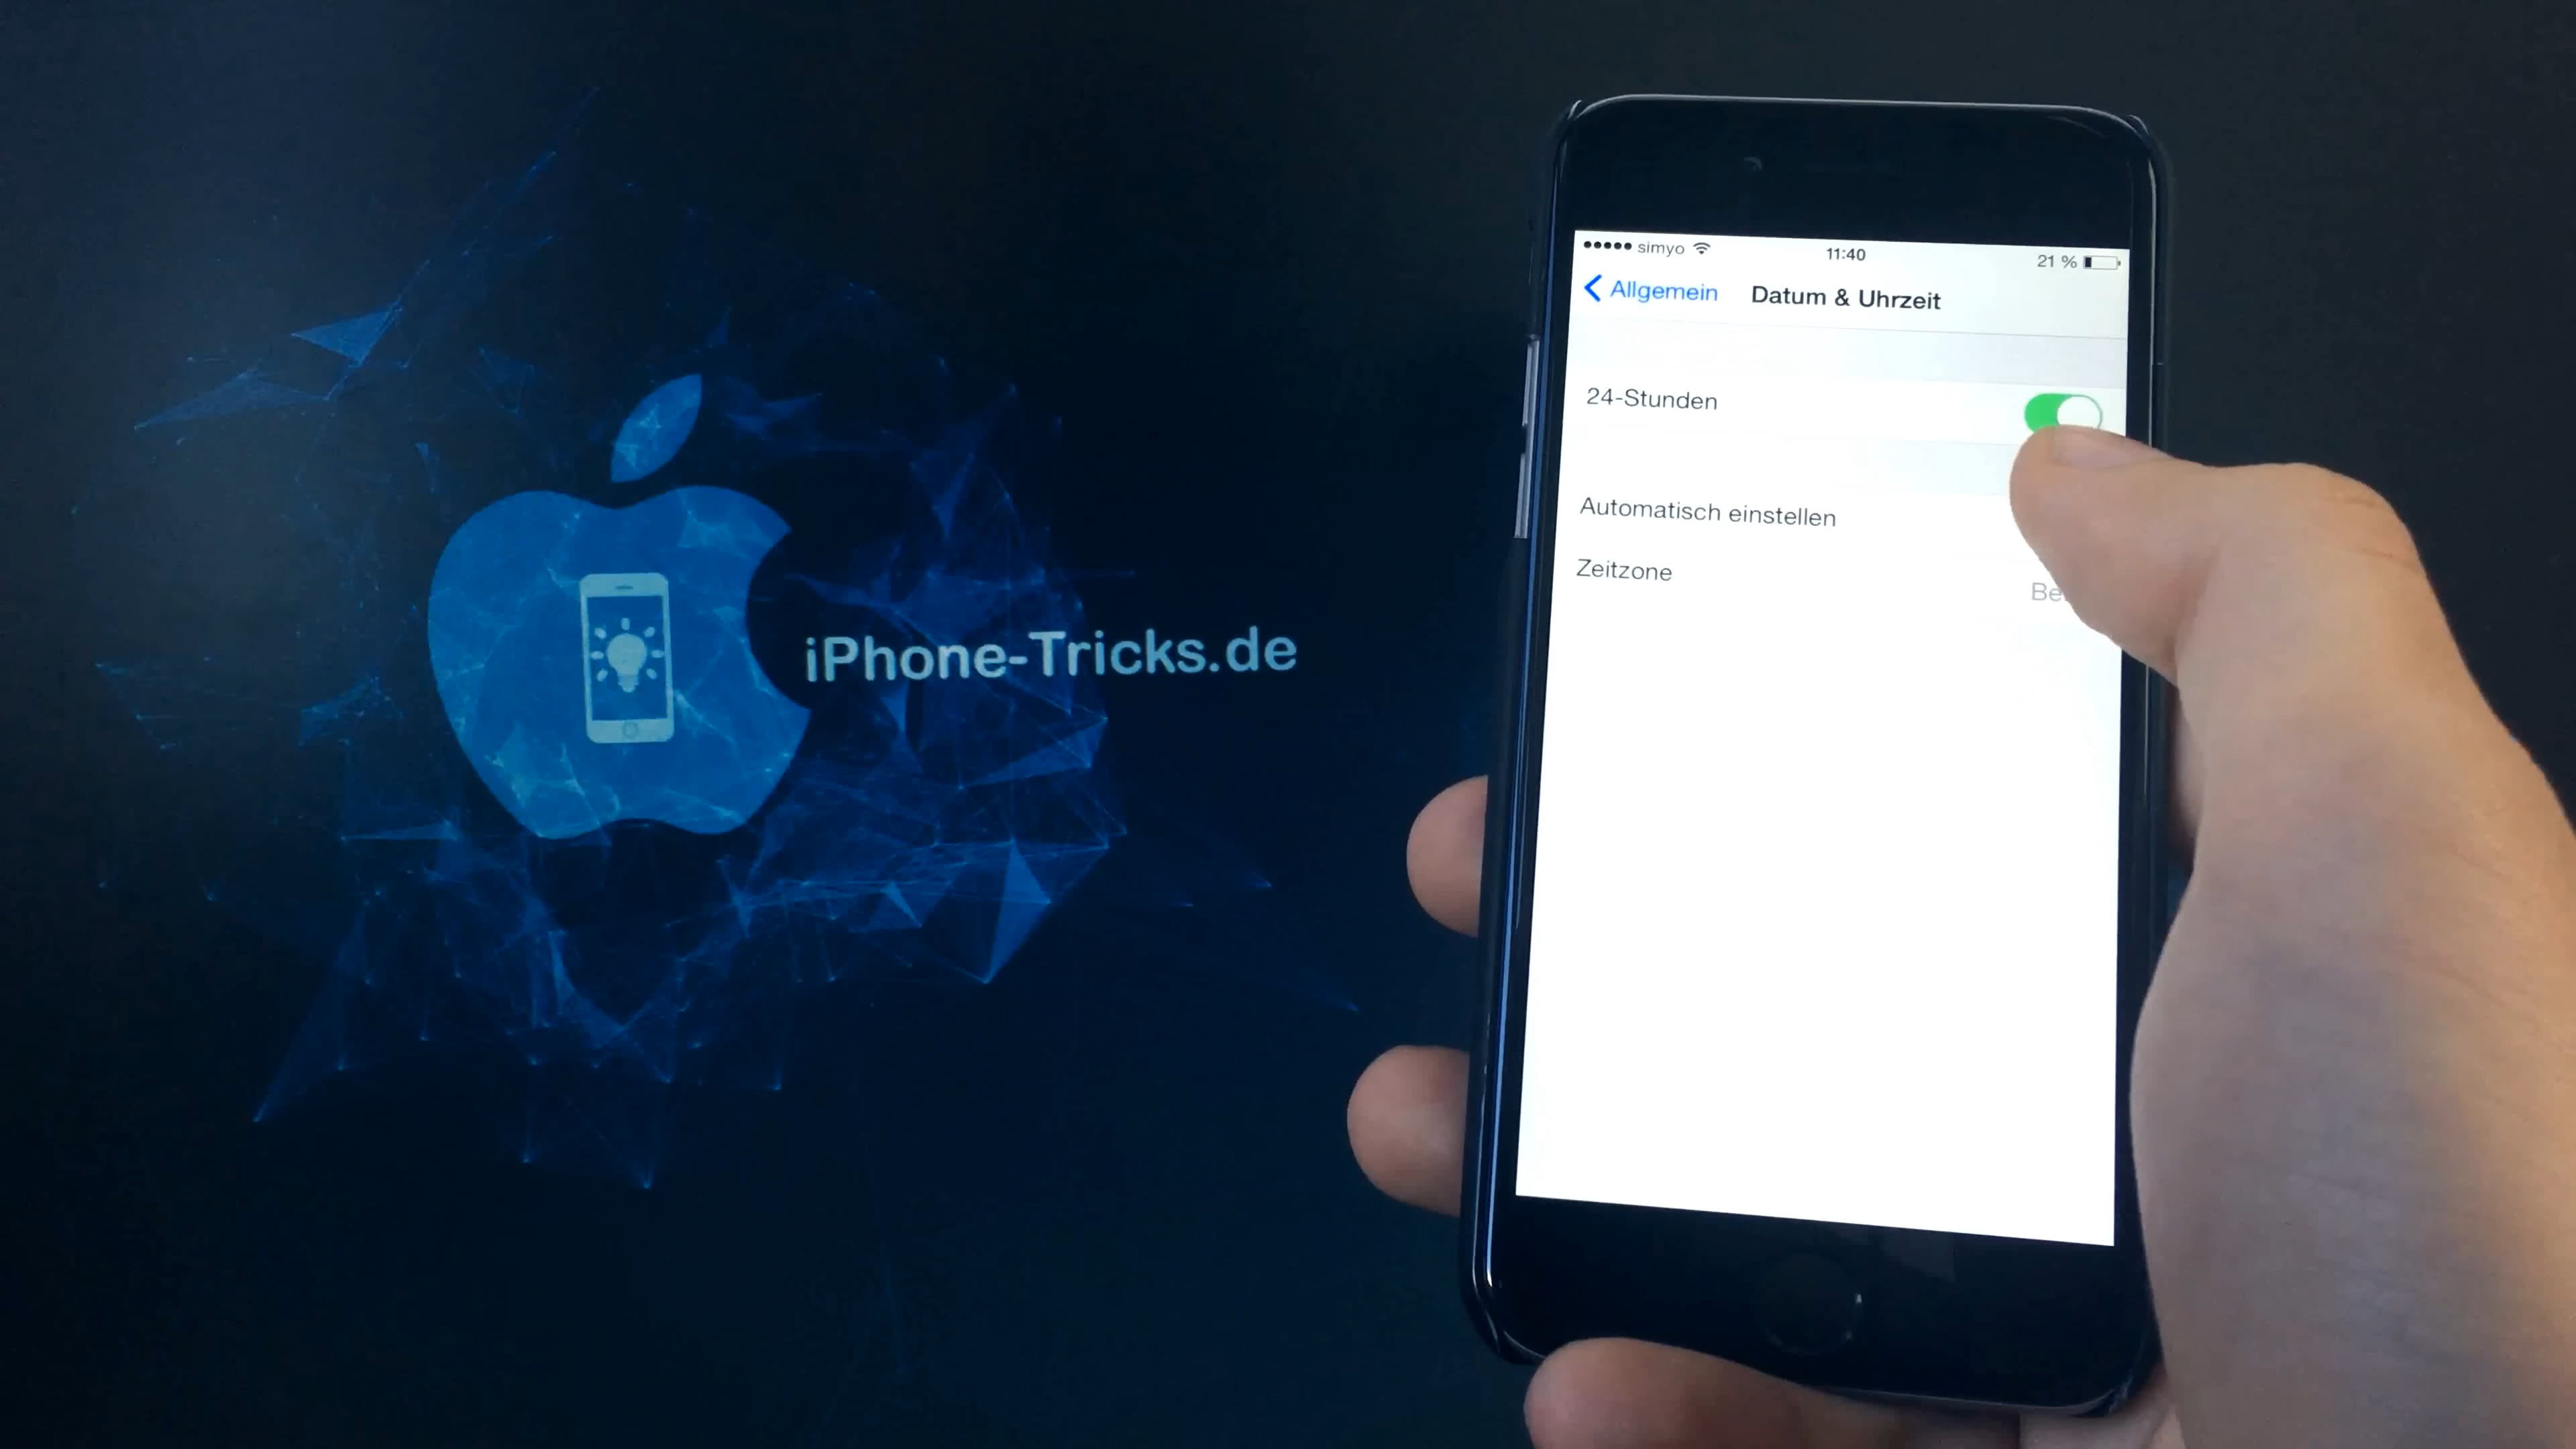 iPhone-Tricks.de
simyo 11:40 21 %
Allgemein Datum & Uhrzeit
24-Stunden
Automatisch einstellen
Zeitzone